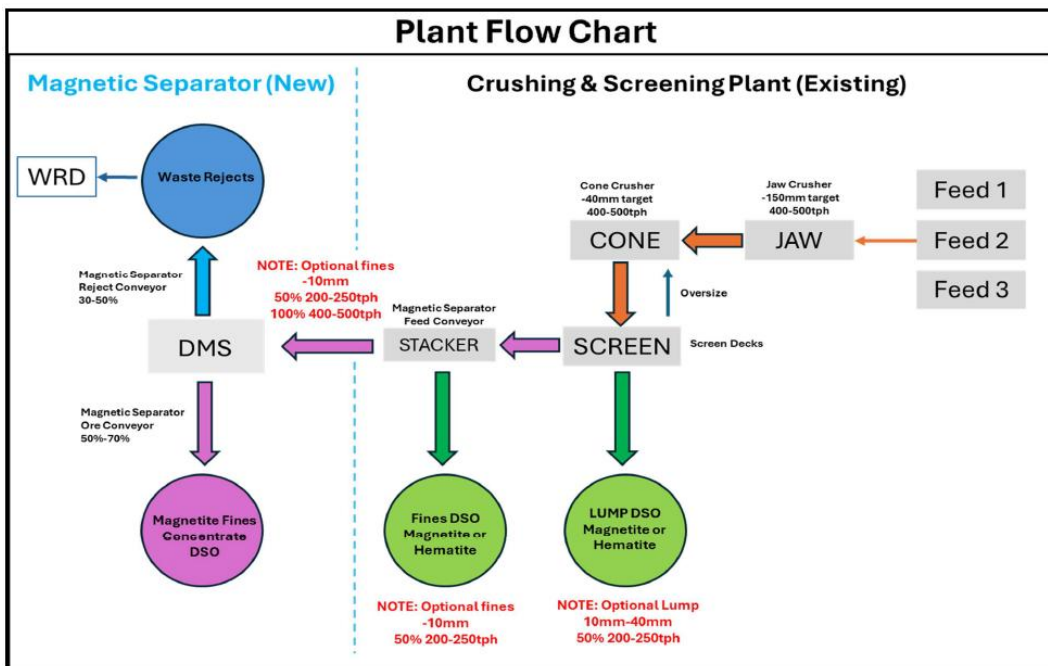 Plant Flow Chart
Magnetic Separator (New)
Crushing & Screening Plant (Existing)
WRD
Waste Rejects
Cone Crusher
-40mm target
400-500tph
Jaw Crusher
-150mm target
400-500tph
Feed 1
CONE
JAW
Feed 2
Feed 3
Magnetic Separator
Reject Conveyor
30-50%
NOTE: Optional fines
-10mm
50% 200-250tph
100% 400-500tph
Oversize
Magnetic Separator
Feed Conveyor
DMS
STACKER
SCREEN
Screen Decks
Magnetic Separator
Ore Conveyor
50%-70%
Magnetite Fines
Concentrate
DSO
Fines DSO
Magnetite or
Hematite
LUMP DSO
Magnetite or
Hematite
NOTE: Optional fines
-10mm
50% 200-250tph
NOTE: Optional Lump
10mm-40mm
50% 200-250tph